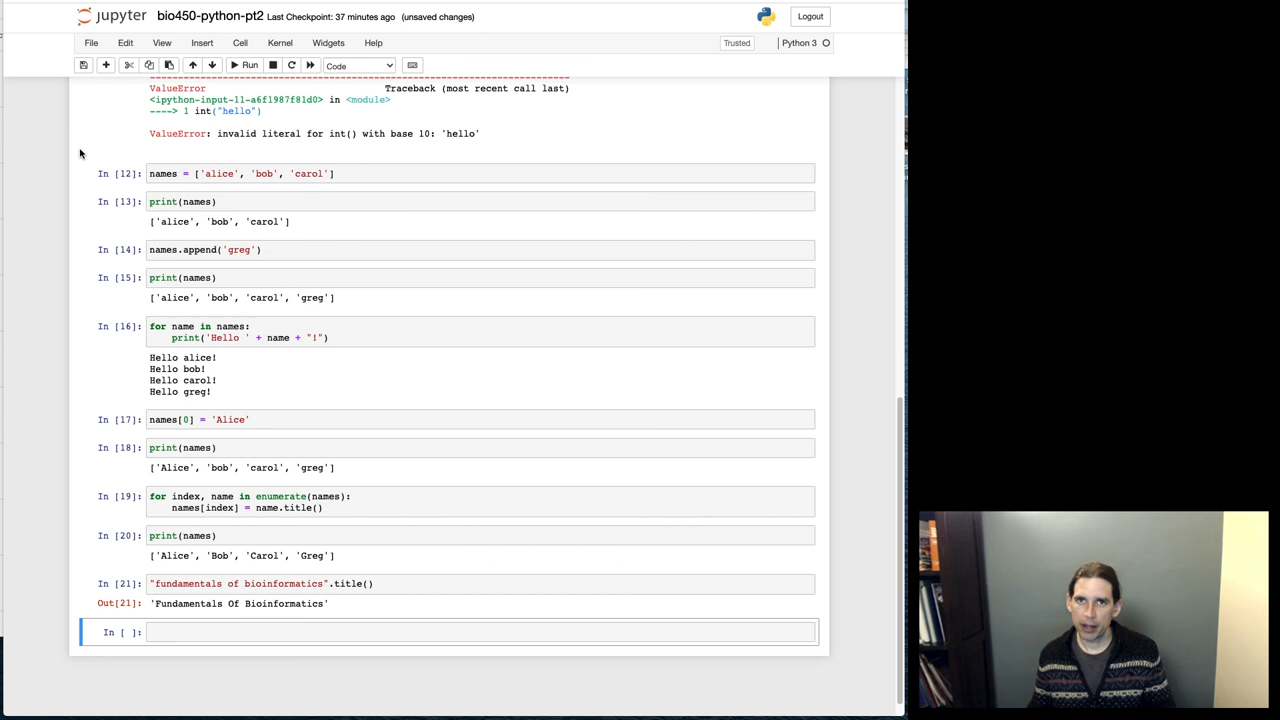 jupyter bio450-python-pt2 Last Checkpoint: 37 minutes ago (unsaved changes) Logout
File Edit View Insert Cell Kernel Widgets Help Trusted Python 3
Run Code
---------------------------------------------------------------------------
ValueError Traceback (most recent call last)
<ipython-input-11-a6f1987f81d0> in <module>
----> 1 int("hello")
ValueError: invalid literal for int() with base 10: 'hello'
In [12]: names = ['alice', 'bob', 'carol']
In [13]: print(names)
['alice', 'bob', 'carol']
In [14]: names.append('greg')
In [15]: print(names)
['alice', 'bob', 'carol', 'greg']
In [16]: for name in names:
print('Hello ' + name + "!")
Hello alice!
Hello bob!
Hello carol!
Hello greg!
In [17]: names[0] = 'Alice'
In [18]: print(names)
['Alice', 'bob', 'carol', 'greg']
In [19]: for index, name in enumerate(names):
names[index] = name.title()
In [20]: print(names)
['Alice', 'Bob', 'Carol', 'Greg']
In [21]: "fundamentals of bioinformatics".title()
Out[21]: 'Fundamentals Of Bioinformatics'
In [ ]: